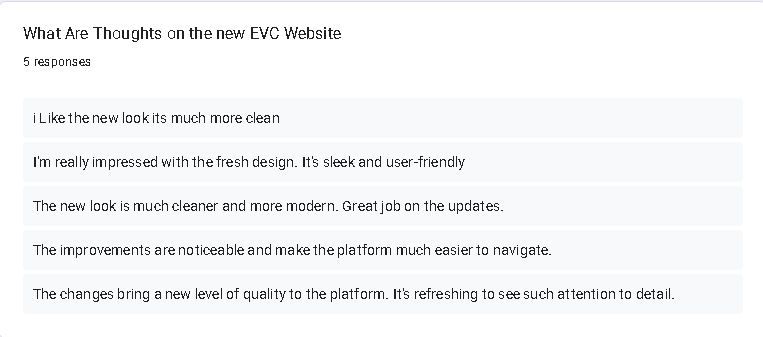 What Are Thoughts on the new EVC Website
5 responses
i Like the new look its much more clean
I'm really impressed with the fresh design. It's sleek and user-friendly
The new look is much cleaner and more modern. Great job on the updates.
The improvements are noticeable and make the platform much easier to navigate.
The changes bring a new level of quality to the platform. It's refreshing to see such attention to detail.